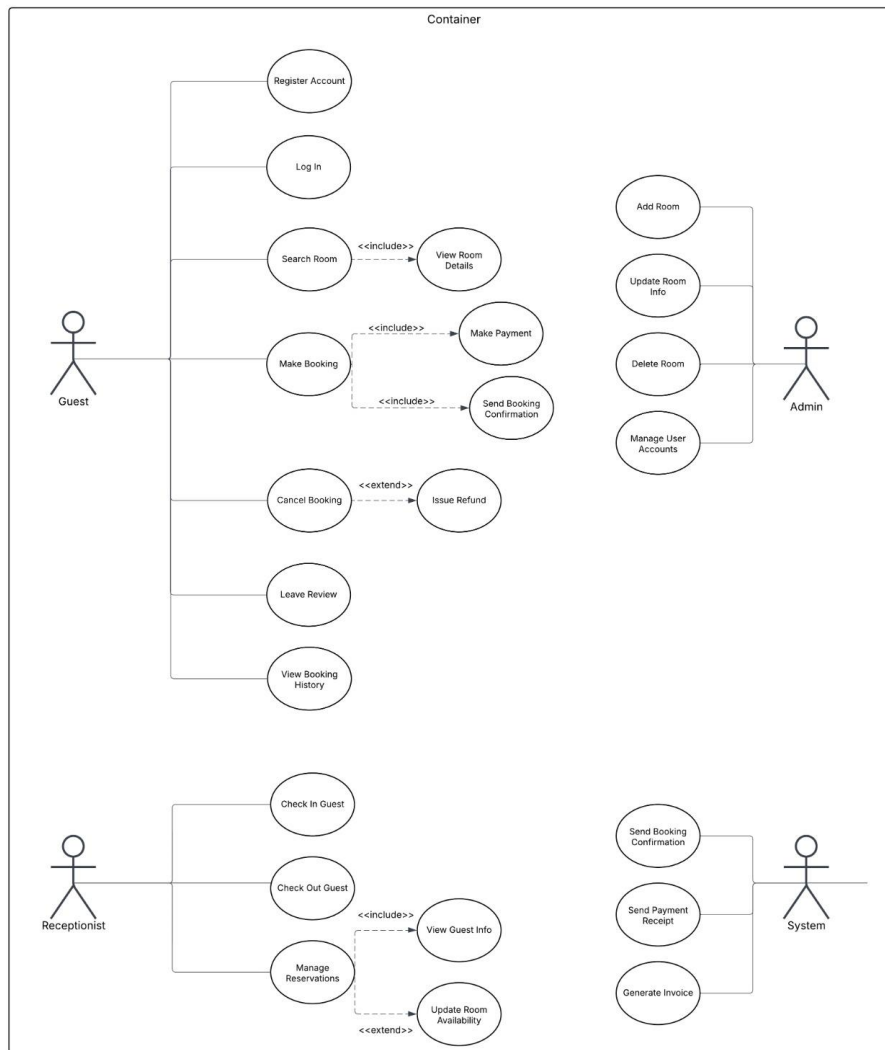 Container
Register Account
Log In
Search Room
<<include>>
View Room
Details
Guest
Make Booking
<<include>>
Make Payment
<<include>>
Send Booking
Confirmation
Cancel Booking
<<extend>>
Issue Refund
Leave Review
View Booking
History
Add Room
Update Room
Info
Delete Room
Manage User
Accounts
Admin
Receptionist
Check In Guest
Check Out Guest
Manage
Reservations
<<include>>
View Guest Info
<<extend>>
Update Room
Availability
Send Booking
Confirmation
Send Payment
Receipt
Generate Invoice
System